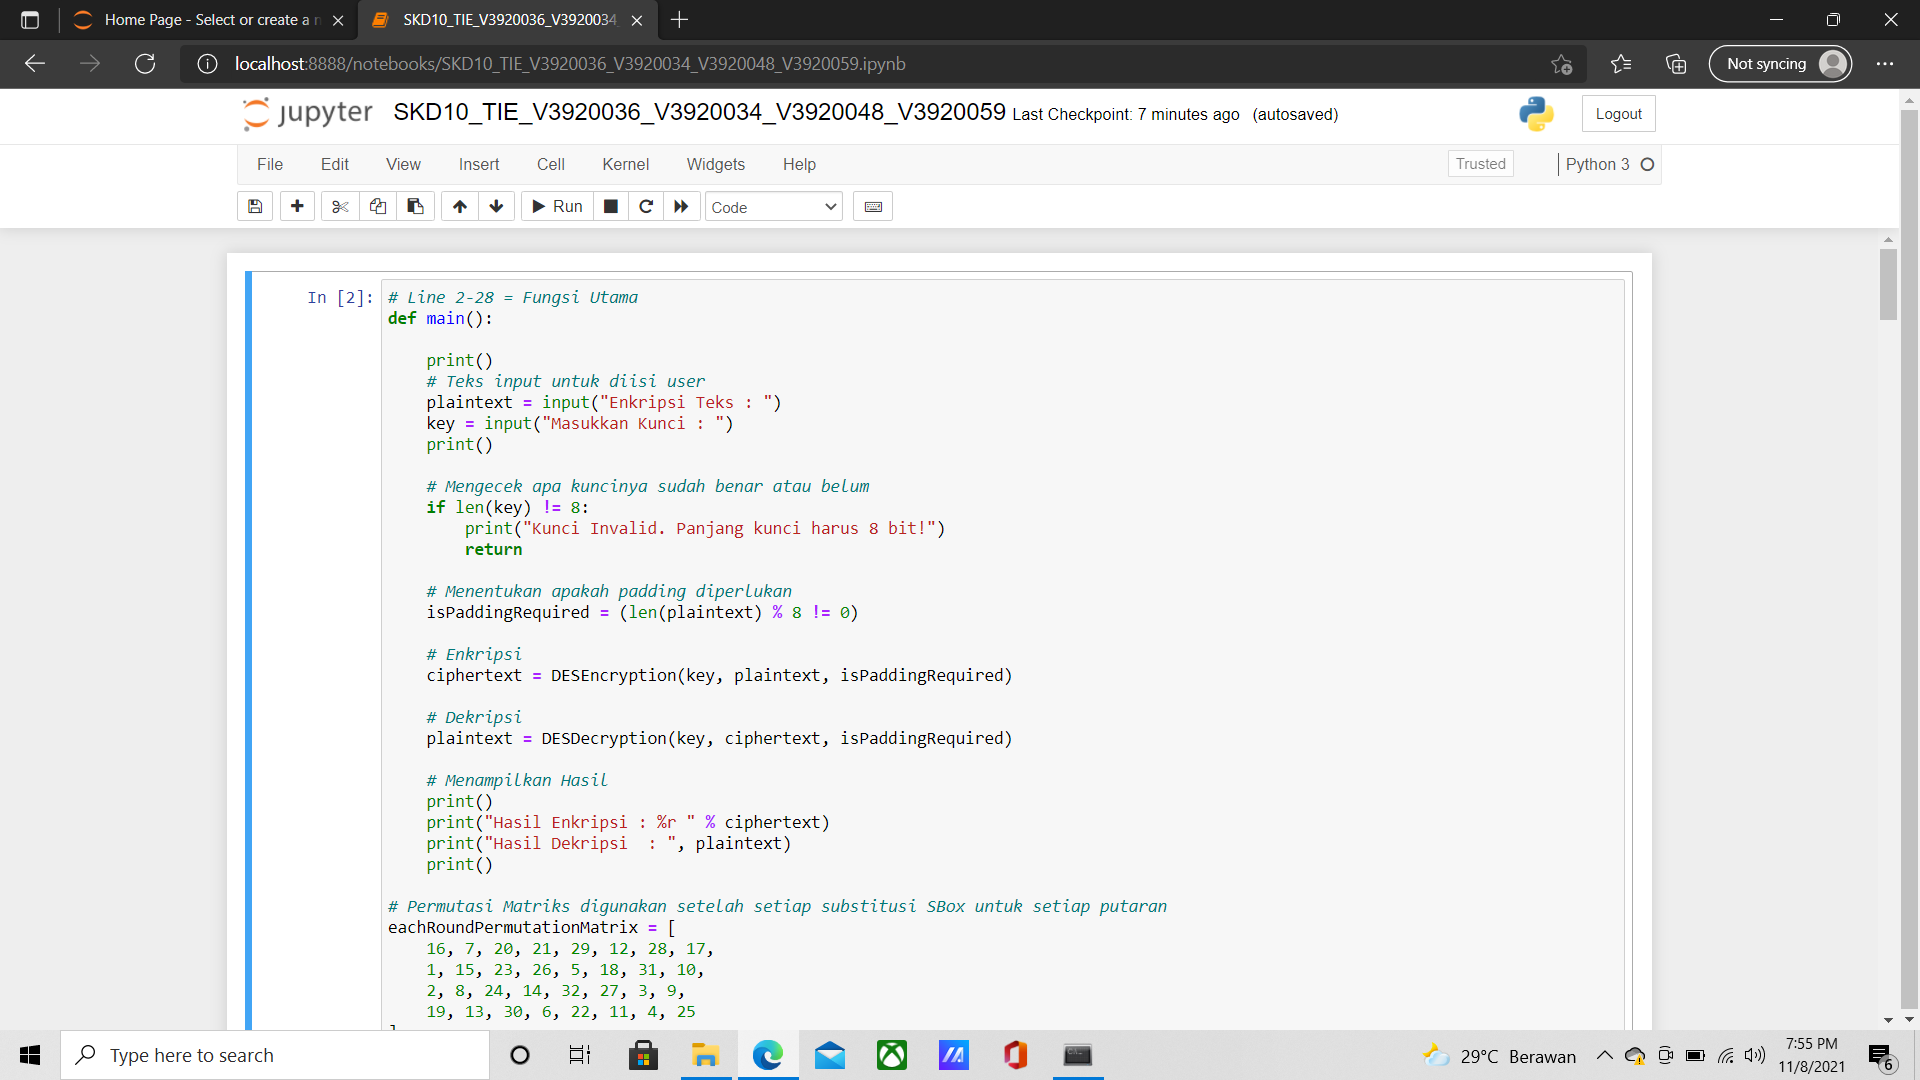 Home Page - Select or create a n
SKD10_TIE_V3920036_V3920034_
localhost:8888/notebooks/SKD10_TIE_V3920036_V3920034_V3920048_V3920059.ipynb
Not syncing
jupyter SKD10_TIE_V3920036_V3920034_V3920048_V3920059 Last Checkpoint: 7 minutes ago (autosaved)
Logout
File Edit View Insert Cell Kernel Widgets Help
Trusted
Python 3
Run
Code
In [2]:
# Line 2-28 = Fungsi Utama
def main():
    print()
    # Teks input untuk diisi user
    plaintext = input("Enkripsi Teks : ")
    key = input("Masukkan Kunci : ")
    print()
    # Mengecek apa kuncinya sudah benar atau belum
    if len(key) != 8:
        print("Kunci Invalid. Panjang kunci harus 8 bit!")
        return
    # Menentukan apakah padding diperlukan
    isPaddingRequired = (len(plaintext) % 8 != 0)
    # Enkripsi
    ciphertext = DESEncryption(key, plaintext, isPaddingRequired)
    # Dekripsi
    plaintext = DESDecryption(key, ciphertext, isPaddingRequired)
    # Menampilkan Hasil
    print()
    print("Hasil Enkripsi : %r " % ciphertext)
    print("Hasil Dekripsi  : ", plaintext)
    print()
# Permutasi Matriks digunakan setelah setiap substitusi SBox untuk setiap putaran
eachRoundPermutationMatrix = [
    16, 7, 20, 21, 29, 12, 28, 17,
    1, 15, 23, 26, 5, 18, 31, 10,
    2, 8, 24, 14, 32, 27, 3, 9,
    19, 13, 30, 6, 22, 11, 4, 25
Type here to search
29°C Berawan
7:55 PM
11/8/2021
6